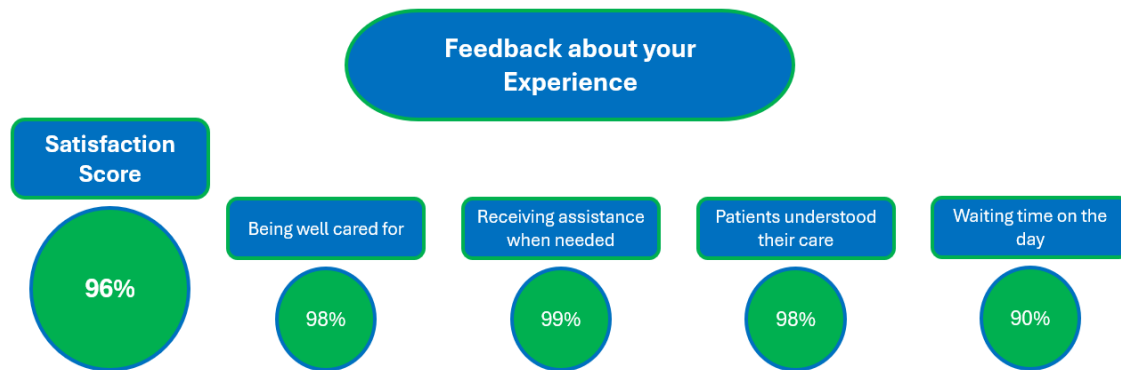 Feedback about your
Experience
Satisfaction
Score
96%
Being well cared for
98%
Receiving assistance
when needed
99%
Patients understood
their care
98%
Waiting time on the
day
90%